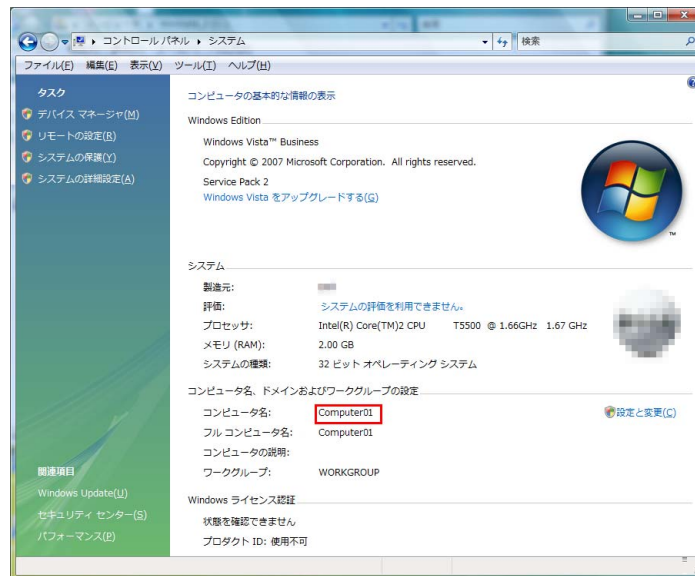 コントロール パネル ▸ システム
検索
ファイル(F) 編集(E) 表示(V) ツール(T) ヘルプ(H)
タスク
デバイス マネージャ(M)
リモートの設定(R)
システムの保護(Y)
システムの詳細設定(A)
関連項目
Windows Update(U)
セキュリティ センター(S)
パフォーマンス(P)
コンピュータの基本的な情報の表示
Windows Edition
Windows Vista™ Business
Copyright © 2007 Microsoft Corporation. All rights reserved.
Service Pack 2
Windows Vista をアップグレードする(G)
TM
システム
製造元:
評価: システムの評価を利用できません。
プロセッサ: Intel(R) Core(TM)2 CPU T5500 @ 1.66GHz 1.67 GHz
メモリ (RAM): 2.00 GB
システムの種類: 32 ビット オペレーティング システム
コンピュータ名、ドメインおよびワークグループの設定
コンピュータ名: Computer01 設定と変更(C)
フル コンピュータ名: Computer01
コンピュータの説明:
ワークグループ: WORKGROUP
Windows ライセンス認証
状態を確認できません
プロダクト ID: 使用不可